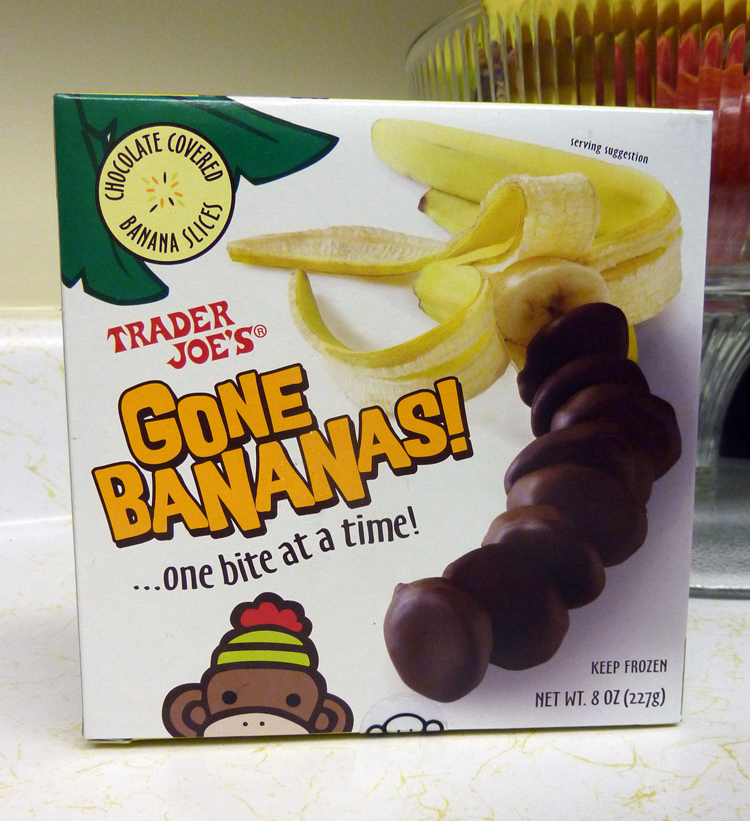 CHOCOLATE COVERED
BANANA SLICES
serving suggestion
TRADER
JOE'S®
GONE
BANANAS!
...one bite at a time!
KEEP FROZEN
NET WT. 8 OZ (227g)